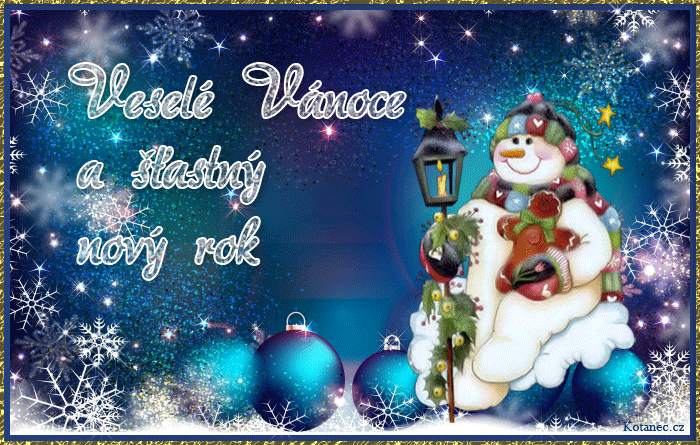 Veselé Vánoce
a šťastný
nový rok
Kotanec.cz